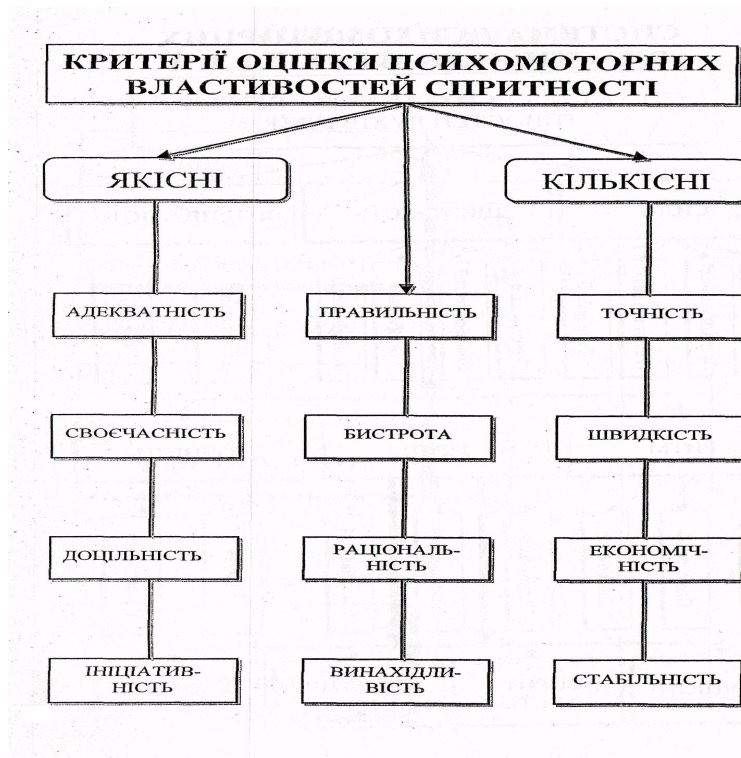 КРИТЕРІЇ ОЦІНКИ ПСИХОМОТОРНИХ
ВЛАСТИВОСТЕЙ СПРИТНОСТІ
ЯКІСНІ
КІЛЬКІСНІ
АДЕКВАТНІСТЬ
ПРАВИЛЬНІСТЬ
ТОЧНІСТЬ
СВОЄЧАСНІСТЬ
БИСТРОТА
ШВИДКІСТЬ
ДОЦІЛЬНІСТЬ
РАЦІОНАЛЬ-
НІСТЬ
ЕКОНОМІЧ-
НІСТЬ
ІНІЦІАТИВ-
НІСТЬ
ВИНАХІДЛИ-
ВІСТЬ
СТАБІЛЬНІСТЬ